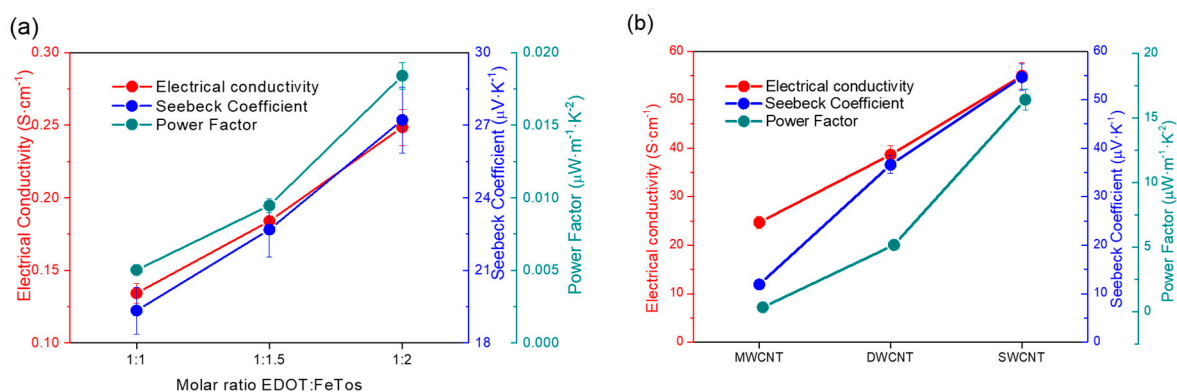 (a)
0.30
0.25
0.20
0.15
0.10
Electrical Conductivity (S·cm⁻¹)
Electrical conductivity
Seebeck Coefficient
Power Factor
1:1
1:1.5
1:2
Molar ratio EDOT:FeTos
30
27
24
21
18
Seebeck Coefficient (μV·K⁻¹)
0.020
0.015
0.010
0.005
0.000
Power Factor (μW·m⁻¹·K⁻²)
(b)
60
50
40
30
20
10
0
Electrical conductivity (S·cm⁻¹)
Electrical conductivity
Seebeck Coefficient
Power Factor
MWCNT
DWCNT
SWCNT
60
50
40
30
20
10
0
Seebeck Coefficient (μV·K⁻¹)
20
15
10
5
0
Power Factor (μW·m⁻¹·K⁻²)